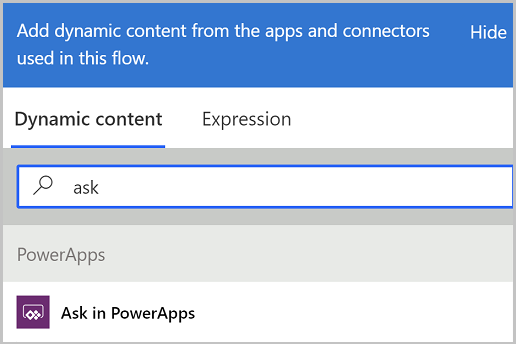 Add dynamic content from the apps and connectors
used in this flow.
Hide
Dynamic content
Expression
ask
PowerApps
Ask in PowerApps